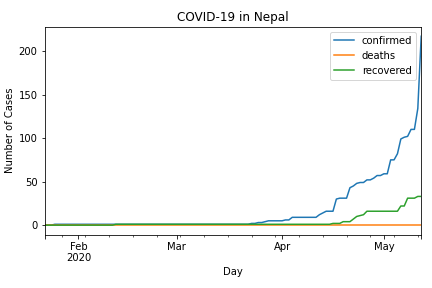 COVID-19 in Nepal
confirmed
deaths
recovered
Number of Cases
200
150
100
50
0
Feb
2020
Mar
Apr
May
Day